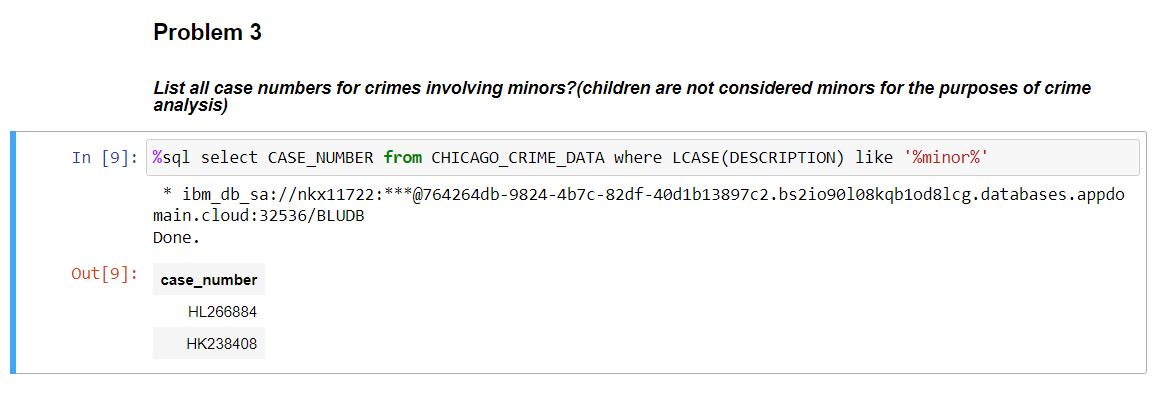 Problem 3
List all case numbers for crimes involving minors?(children are not considered minors for the purposes of crime
analysis)
In [9]: %sql select CASE_NUMBER from CHICAGO_CRIME_DATA where LCASE(DESCRIPTION) like '%minor%'
* ibm_db_sa://nkx11722:***@764264db-9824-4b7c-82df-40d1b13897c2.bs2io90l08kqb1od8lcg.databases.appdo
main.cloud:32536/BLUDB
Done.
Out[9]: case_number
HL266884
HK238408